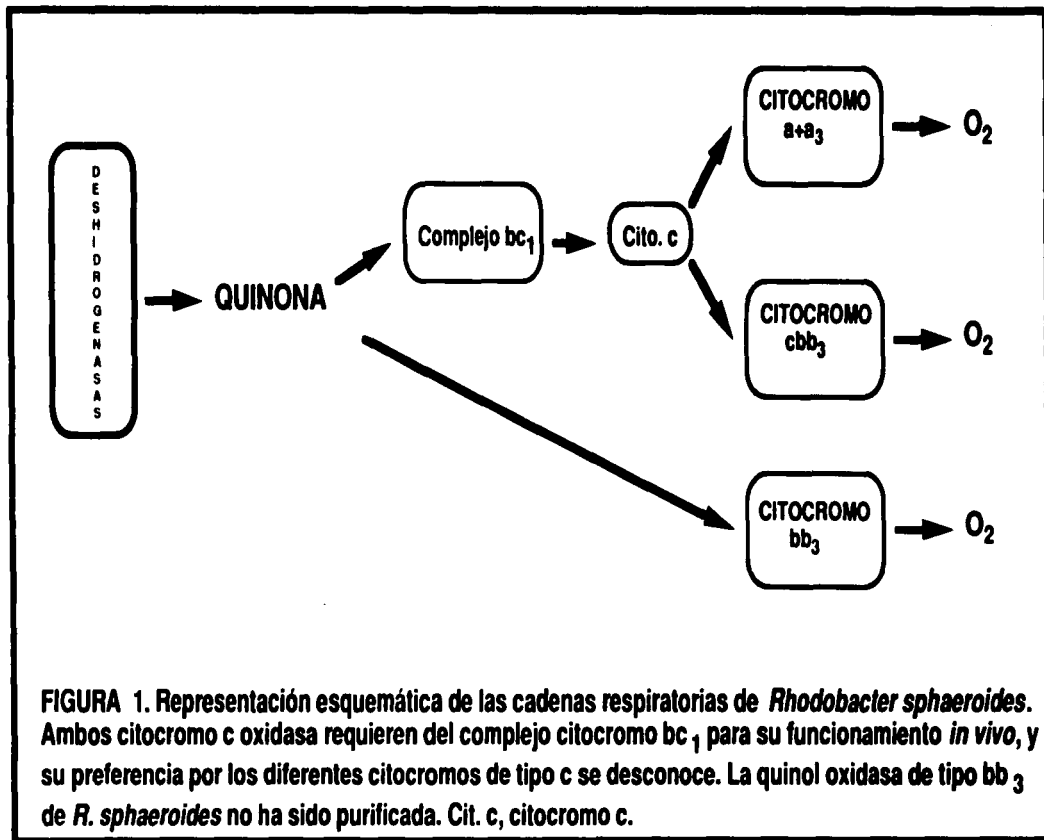 DESHIDROGENASAS
QUINONA
Complejo bc1
Cito. c
CITOCROMO
a+a3
O2
CITOCROMO
cbb3
O2
CITOCROMO
bb3
O2
FIGURA 1. Representación esquemática de las cadenas respiratorias de Rhodobacter sphaeroides.
Ambos citocromo c oxidasa requieren del complejo citocromo bc1 para su funcionamiento in vivo, y
su preferencia por los diferentes citocromos de tipo c se desconoce. La quinol oxidasa de tipo bb3
de R. sphaeroides no ha sido purificada. Cit. c, citocromo c.